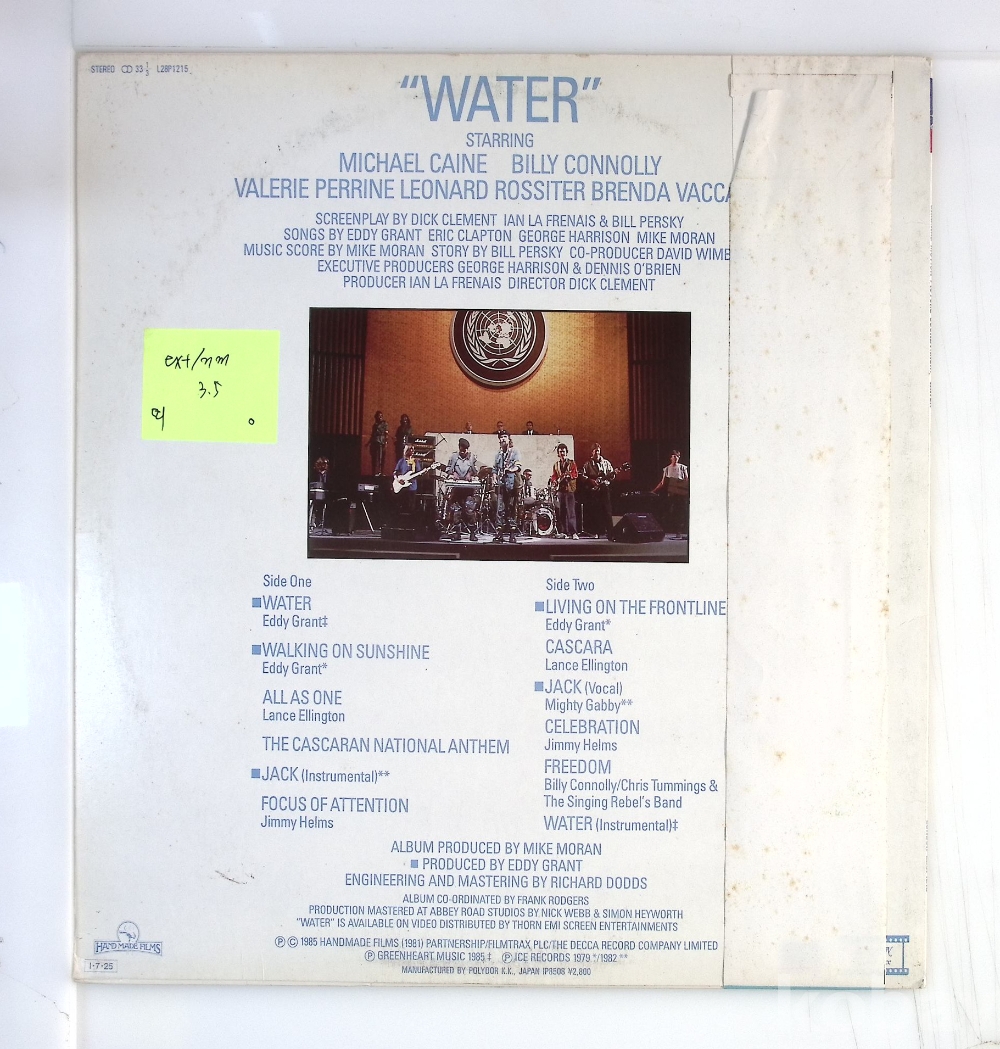 STEREO 33⅓ L28P1215
“WATER”
STARRING
MICHAEL CAINE BILLY CONNOLLY
VALERIE PERRINE LEONARD ROSSITER BRENDA VACCA
SCREENPLAY BY DICK CLEMENT IAN LA FRENAIS & BILL PERSKY
SONGS BY EDDY GRANT ERIC CLAPTON GEORGE HARRISON MIKE MORAN
MUSIC SCORE BY MIKE MORAN STORY BY BILL PERSKY CO-PRODUCER DAVID WIMB
EXECUTIVE PRODUCERS GEORGE HARRISON & DENNIS O'BRIEN
PRODUCER IAN LA FRENAIS DIRECTOR DICK CLEMENT
ex+/nm
3.5
Side One
■WATER
Eddy Grant‡
■WALKING ON SUNSHINE
Eddy Grant*
ALL AS ONE
Lance Ellington
THE CASCARAN NATIONAL ANTHEM
■JACK (Instrumental)**
FOCUS OF ATTENTION
Jimmy Helms
Side Two
■LIVING ON THE FRONTLINE
Eddy Grant*
CASCARA
Lance Ellington
■JACK (Vocal)
Mighty Gabby**
CELEBRATION
Jimmy Helms
FREEDOM
Billy Connolly/Chris Tummings &
The Singing Rebel's Band
WATER (Instrumental)‡
ALBUM PRODUCED BY MIKE MORAN
■ PRODUCED BY EDDY GRANT
ENGINEERING AND MASTERING BY RICHARD DODDS
ALBUM CO-ORDINATED BY FRANK RODGERS
PRODUCTION MASTERED AT ABBEY ROAD STUDIOS BY NICK WEBB & SIMON HEYWORTH
“WATER” IS AVAILABLE ON VIDEO DISTRIBUTED BY THORN EMI SCREEN ENTERTAINMENTS
Ⓟ © 1985 HANDMADE FILMS (1981) PARTNERSHIP/FILMTRAX PLC/THE DECCA RECORD COMPANY LIMITED
Ⓟ GREENHEART MUSIC 1985 ‡ Ⓟ ICE RECORDS 1979 */1982 **
MANUFACTURED BY POLYDOR K.K., JAPAN IP8508 ¥2,800
HAND MADE FILMS
1-7-25